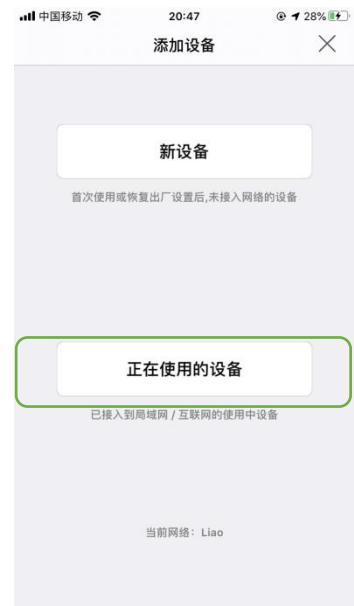 中国移动 20:47 28%
添加设备
新设备
首次使用或恢复出厂设置后,未接入网络的设备
正在使用的设备
已接入到局域网 / 互联网的使用中设备
当前网络：Liao